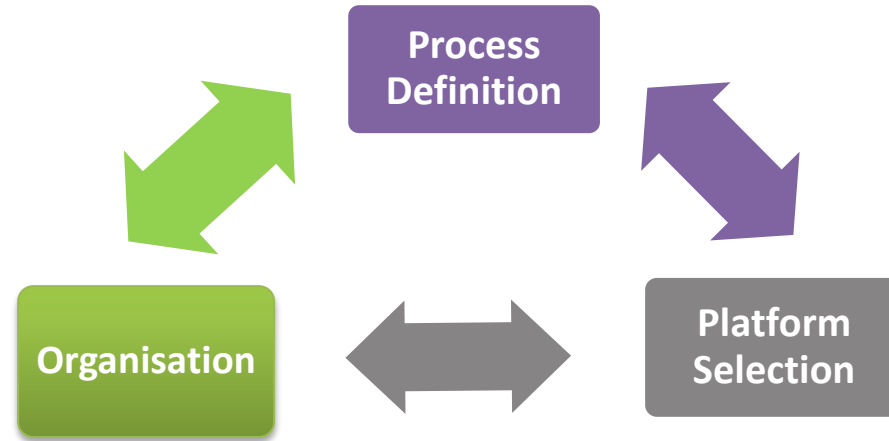 Process
Definition
Organisation
Platform
Selection